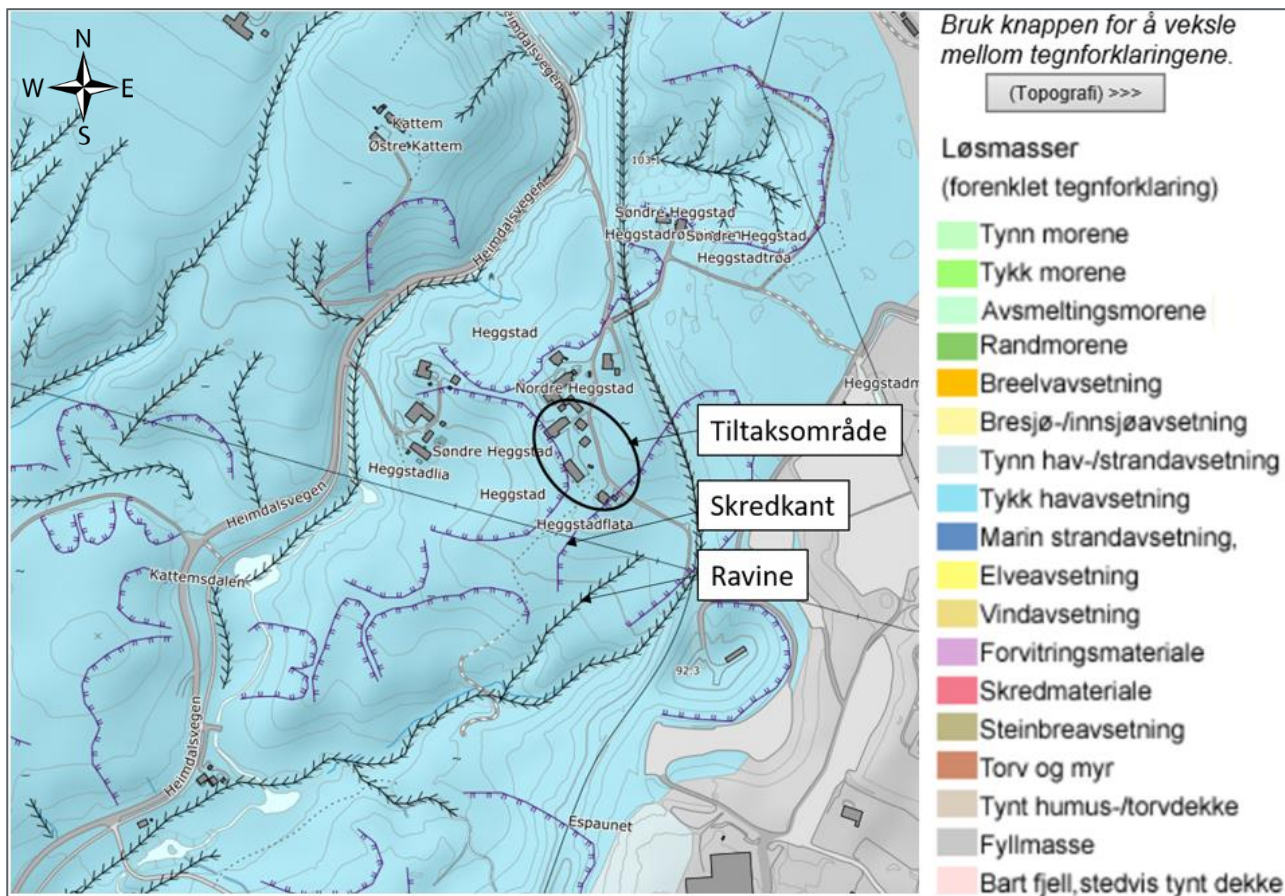 N
W E
S
Heimdalsvegen
Kattem
Østre Kattem
Heimdalsvegen
103.1
Søndre Heggstad
Søndre Heggstad
Heggstadtrøa
Heggstad
Nordre Heggstad
Søndre Heggstad
Heggstadlia
Heggstad
Heggstadflata
Heimdalsvegen
Kattemsdalen
92.3
Heimdalsvegen
Espaunet
Tiltaksområde
Skredkant
Ravine
Bruk knappen for å veksle
mellom tegnforklaringene.
(Topografi) >>>
Løsmasser
(forenklet tegnforklaring)
Tynn morene
Tykk morene
Avsmeltingsmorene
Randmorene
Breelvavsetning
Bresjø-/innsjøavsetning
Tynn hav-/strandavsetning
Tykk havavsetning
Marin strandavsetning,
Elveavsetning
Vindavsetning
Forvitringsmateriale
Skredmateriale
Steinbreavsetning
Torv og myr
Tynt humus-/torvdekke
Fyllmasse
Bart fjell,stedvis tynt dekke